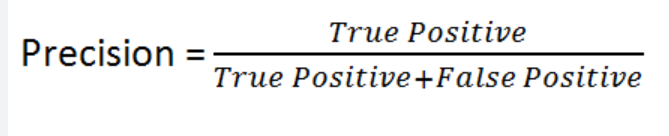 True Positive
Precision =
True Positive+False Positive